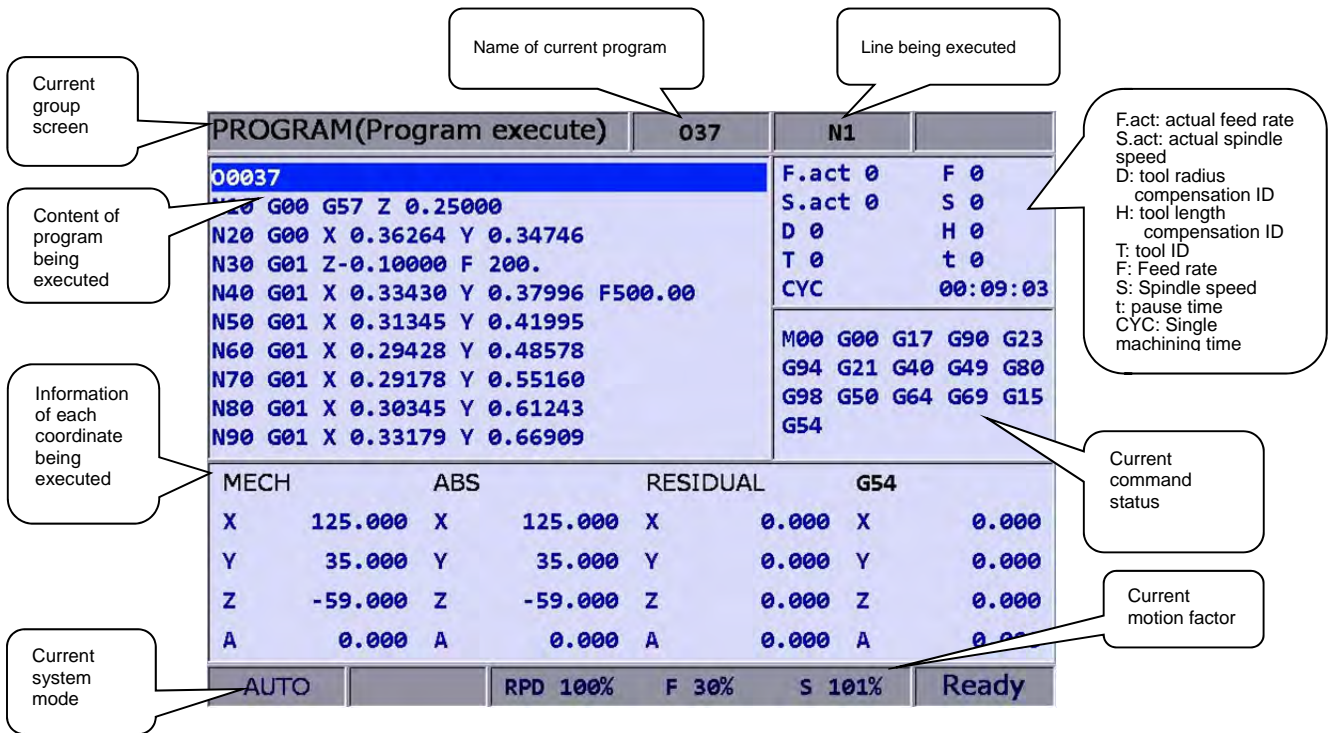 Name of current program
Line being executed
Current
group
screen
PROGRAM(Program execute) O37 N1
F.act: actual feed rate
S.act: actual spindle
speed
D: tool radius
compensation ID
H: tool length
compensation ID
T: tool ID
F: Feed rate
S: Spindle speed
t: pause time
CYC: Single
machining time
Content of
program
being
executed
O0037
N10 G00 G57 Z 0.25000
N20 G00 X 0.36264 Y 0.34746
N30 G01 Z-0.10000 F 200.
N40 G01 X 0.33430 Y 0.37996 F500.00
N50 G01 X 0.31345 Y 0.41995
N60 G01 X 0.29428 Y 0.48578
N70 G01 X 0.29178 Y 0.55160
N80 G01 X 0.30345 Y 0.61243
N90 G01 X 0.33179 Y 0.66909
F.act 0 F 0
S.act 0 S 0
D 0 H 0
T 0 t 0
CYC 00:09:03
M00 G00 G17 G90 G23
G94 G21 G40 G49 G80
G98 G50 G64 G69 G15
G54
Information
of each
coordinate
being
executed
Current
command
status
MECH ABS RESIDUAL G54
X 125.000 X 125.000 X 0.000 X 0.000
Y 35.000 Y 35.000 Y 0.000 Y 0.000
Z -59.000 Z -59.000 Z 0.000 Z 0.000
A 0.000 A 0.000 A 0.000 A 0.000
Current
motion factor
Current
system
mode
AUTO RPD 100% F 30% S 101% Ready